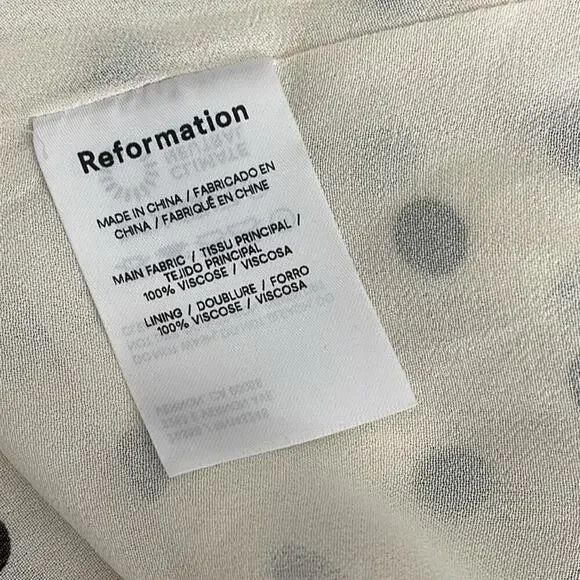 Reformation
MADE IN CHINA / FABRICADO EN
CHINA / FABRIQUÉ EN CHINE
MAIN FABRIC / TISSU PRINCIPAL /
TEJIDO PRINCIPAL
100% VISCOSE / VISCOSA
LINING / DOUBLURE / FORRO
100% VISCOSE / VISCOSA